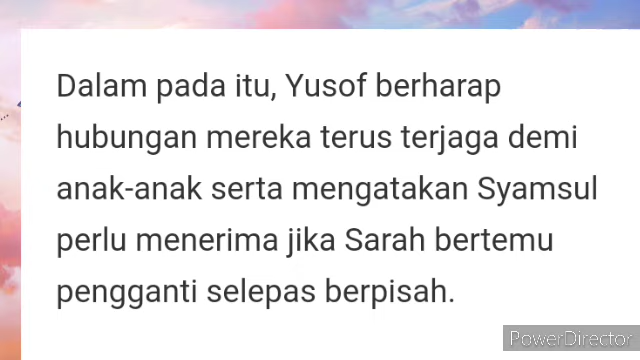 Dalam pada itu, Yusof berharap
hubungan mereka terus terjaga demi
anak-anak serta mengatakan Syamsul
perlu menerima jika Sarah bertemu
pengganti selepas berpisah.
PowerDirector